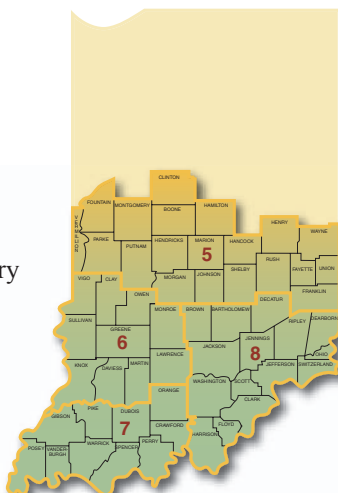 CLINTON
FOUNTAIN
MONTGOMERY
BOONE
HAMILTON
VERMILLION
HENRY
WAYNE
PARKE
PUTNAM
HENDRICKS
MARION
5
HANCOCK
ry
RUSH
FAYETTE
UNION
VIGO
CLAY
MORGAN
JOHNSON
SHELBY
OWEN
FRANKLIN
DECATUR
SULLIVAN
MONROE
BROWN
BARTHOLOMEW
RIPLEY
DEARBORN
GREENE
6
JENNINGS
8
JACKSON
OHIO
KNOX
DAVIESS
MARTIN
LAWRENCE
JEFFERSON
SWITZERLAND
WASHINGTON
SCOTT
ORANGE
CLARK
GIBSON
PIKE
DUBOIS
7
CRAWFORD
FLOYD
HARRISON
POSEY
VANDER-
BURGH
WARRICK
SPENCER
PERRY